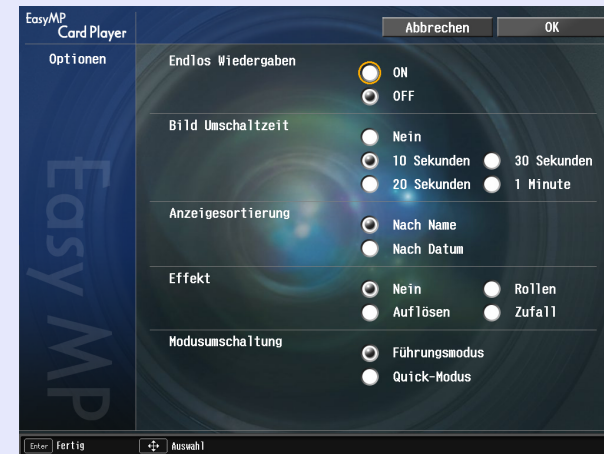 EasyMP
Card Player
Abbrechen OK
Optionen
Endlos Wiedergaben
ON
OFF
Bild Umschaltzeit
Nein
10 Sekunden 30 Sekunden
20 Sekunden 1 Minute
Anzeigesortierung
Nach Name
Nach Datum
Effekt
Nein Rollen
Auflösen Zufall
Modusumschaltung
Führungsmodus
Quick-Modus
Easy MP
Enter Fertig Auswahl